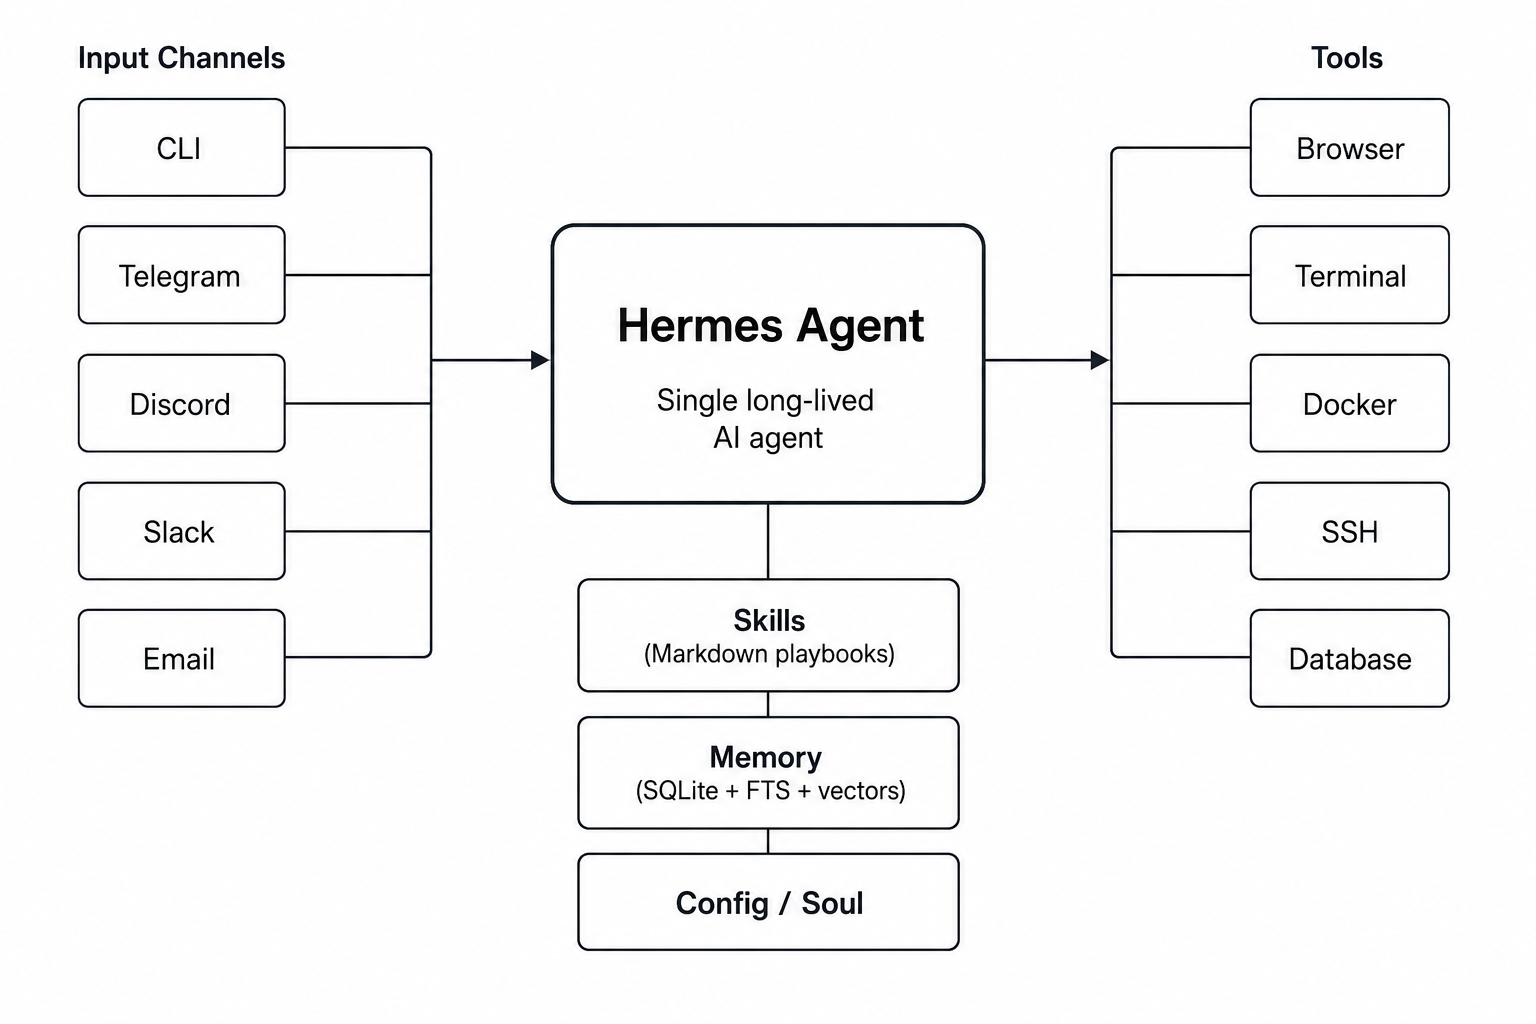 Input Channels
CLI
Telegram
Discord
Slack
Email
Hermes Agent
Single long-lived
AI agent
Skills
(Markdown playbooks)
Memory
(SQLite + FTS + vectors)
Config / Soul
Tools
Browser
Terminal
Docker
SSH
Database